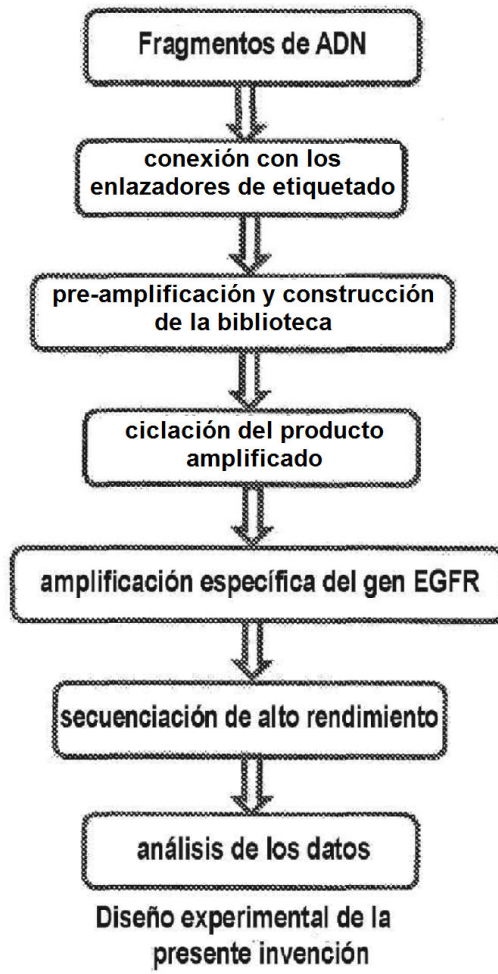 Fragmentos de ADN
conexión con los
enlazadores de etiquetado
pre-amplificación y construcción
de la biblioteca
ciclación del producto
amplificado
amplificación específica del gen EGFR
secuenciación de alto rendimiento
análisis de los datos
Diseño experimental de la
presente invención